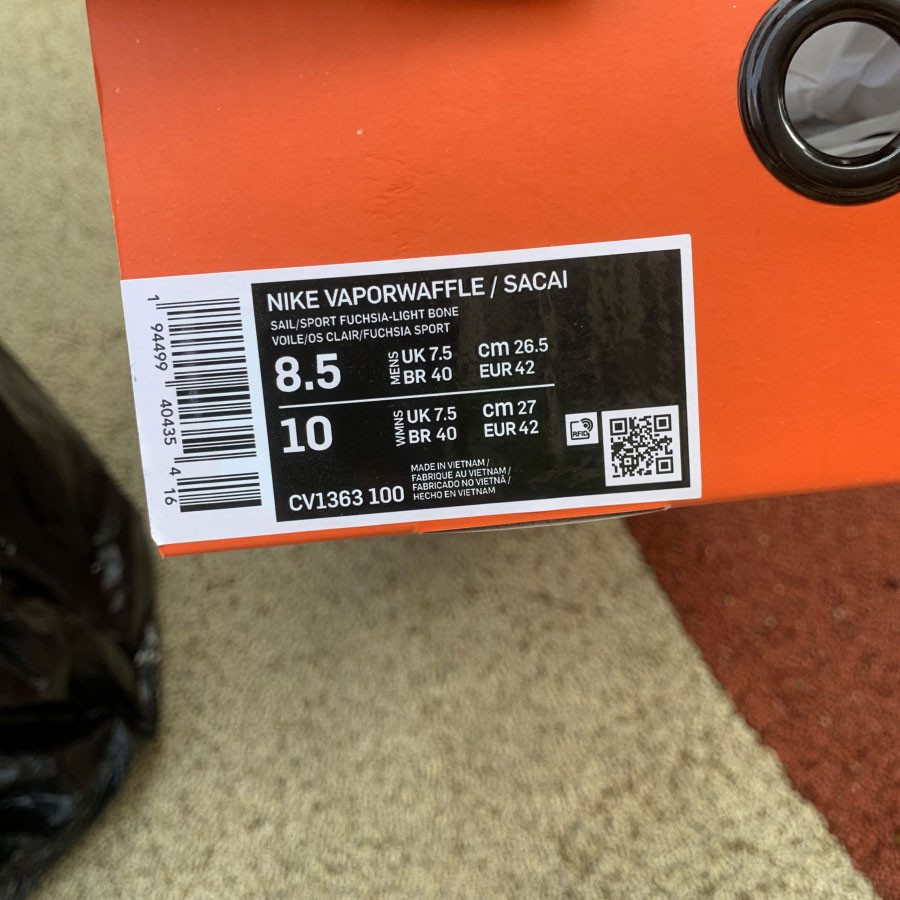 NIKE VAPORWAFFLE / SACAI
SAIL/SPORT FUCHSIA-LIGHT BONE
VOILE/OS CLAIR/FUCHSIA SPORT
8.5 MENS UK 7.5 cm 26.5
BR 40 EUR 42
10 WMNS UK 7.5 cm 27
BR 40 EUR 42
RFID
MADE IN VIETNAM /
FABRIQUE AU VIETNAM /
FABRICADO NO VIETNÃ /
HECHO EN VIETNAM
CV1363 100
1 94499 40435 4 16